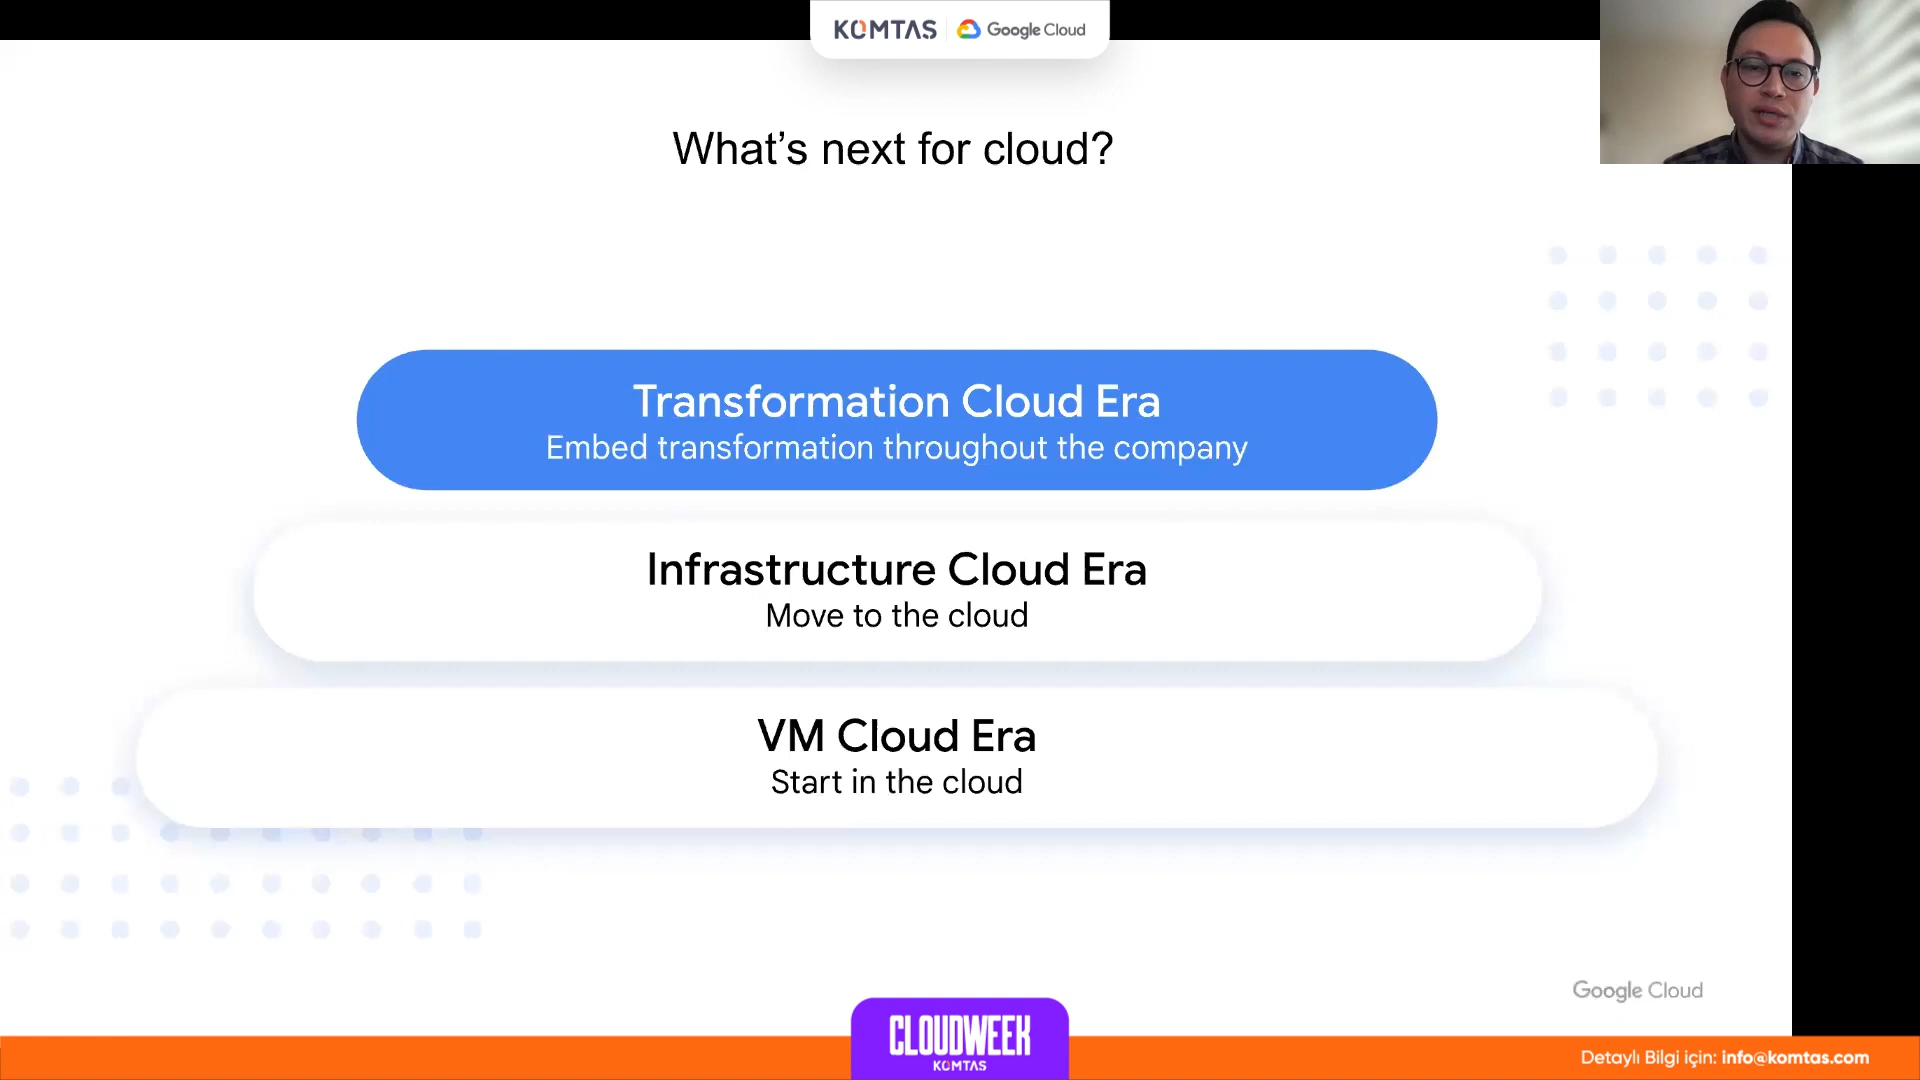 KOMTAS Google Cloud
What's next for cloud?
Transformation Cloud Era
Embed transformation throughout the company
Infrastructure Cloud Era
Move to the cloud
VM Cloud Era
Start in the cloud
Google Cloud
CLOUDWEEK
KOMTAS
Detaylı Bilgi için: info@komtas.com